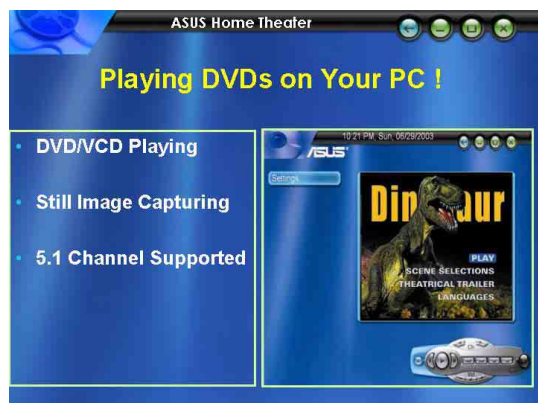 ASUS Home Theater
Playing DVDs on Your PC !
• DVD/VCD Playing
• Still Image Capturing
• 5.1 Channel Supported
10:21 PM, Sun, 06/29/2003
ASUS
Settings
PLAY
SCENE SELECTIONS
THEATRICAL TRAILER
LANGUAGES